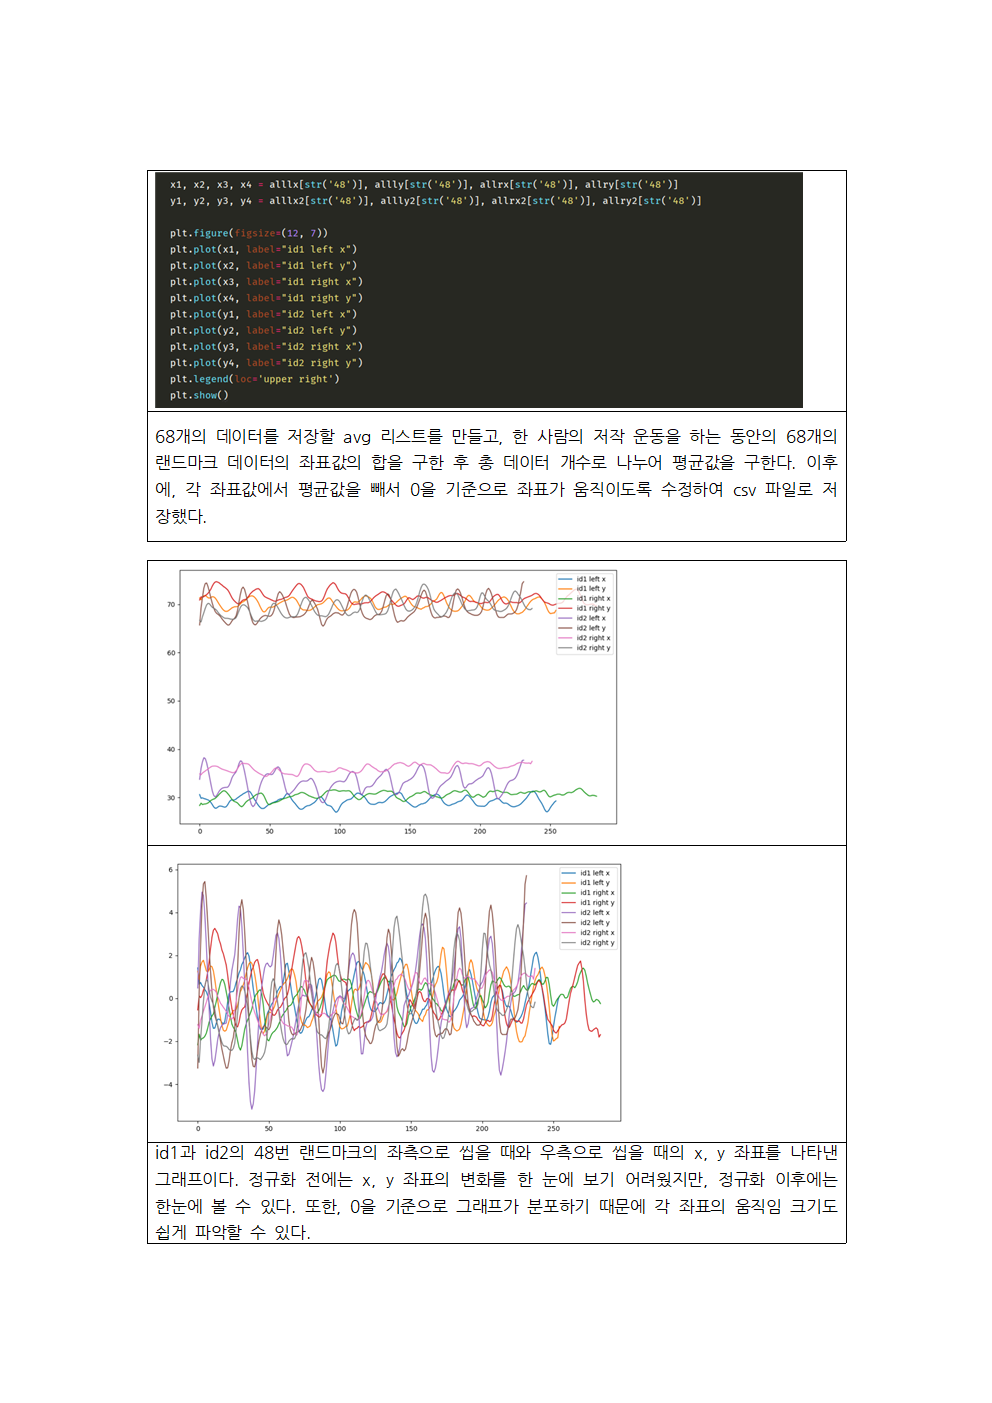 x1, x2, x3, x4 = alllx[str('48')], allly[str('48')], allrx[str('48')], allry[str('48')]
y1, y2, y3, y4 = alllx2[str('48')], allly2[str('48')], allrx2[str('48')], allry2[str('48')]
plt.figure(figsize=(12, 7))
plt.plot(x1, label="id1 left x")
plt.plot(x2, label="id1 left y")
plt.plot(x3, label="id1 right x")
plt.plot(x4, label="id1 right y")
plt.plot(y1, label="id2 left x")
plt.plot(y2, label="id2 left y")
plt.plot(y3, label="id2 right x")
plt.plot(y4, label="id2 right y")
plt.legend(loc='upper right')
plt.show()
68개의 데이터를 저장할 avg 리스트를 만들고, 한 사람의 저작 운동을 하는 동안의 68개의
랜드마크 데이터의 좌표값의 합을 구한 후 총 데이터 개수로 나누어 평균값을 구한다. 이후
에, 각 좌표값에서 평균값을 빼서 0을 기준으로 좌표가 움직이도록 수정하여 csv 파일로 저
장했다.
id1 left x
id1 left y
id1 right x
id1 right y
id2 left x
id2 left y
id2 right x
id2 right y
70
60
50
40
30
0 50 100 150 200 250
id1 left x
id1 left y
id1 right x
id1 right y
id2 left x
id2 left y
id2 right x
id2 right y
6
4
2
0
−2
−4
0 50 100 150 200 250
id1과 id2의 48번 랜드마크의 좌측으로 씹을 때와 우측으로 씹을 때의 x, y 좌표를 나타낸
그래프이다. 정규화 전에는 x, y 좌표의 변화를 한 눈에 보기 어려웠지만, 정규화 이후에는
한눈에 볼 수 있다. 또한, 0을 기준으로 그래프가 분포하기 때문에 각 좌표의 움직임 크기도
쉽게 파악할 수 있다.